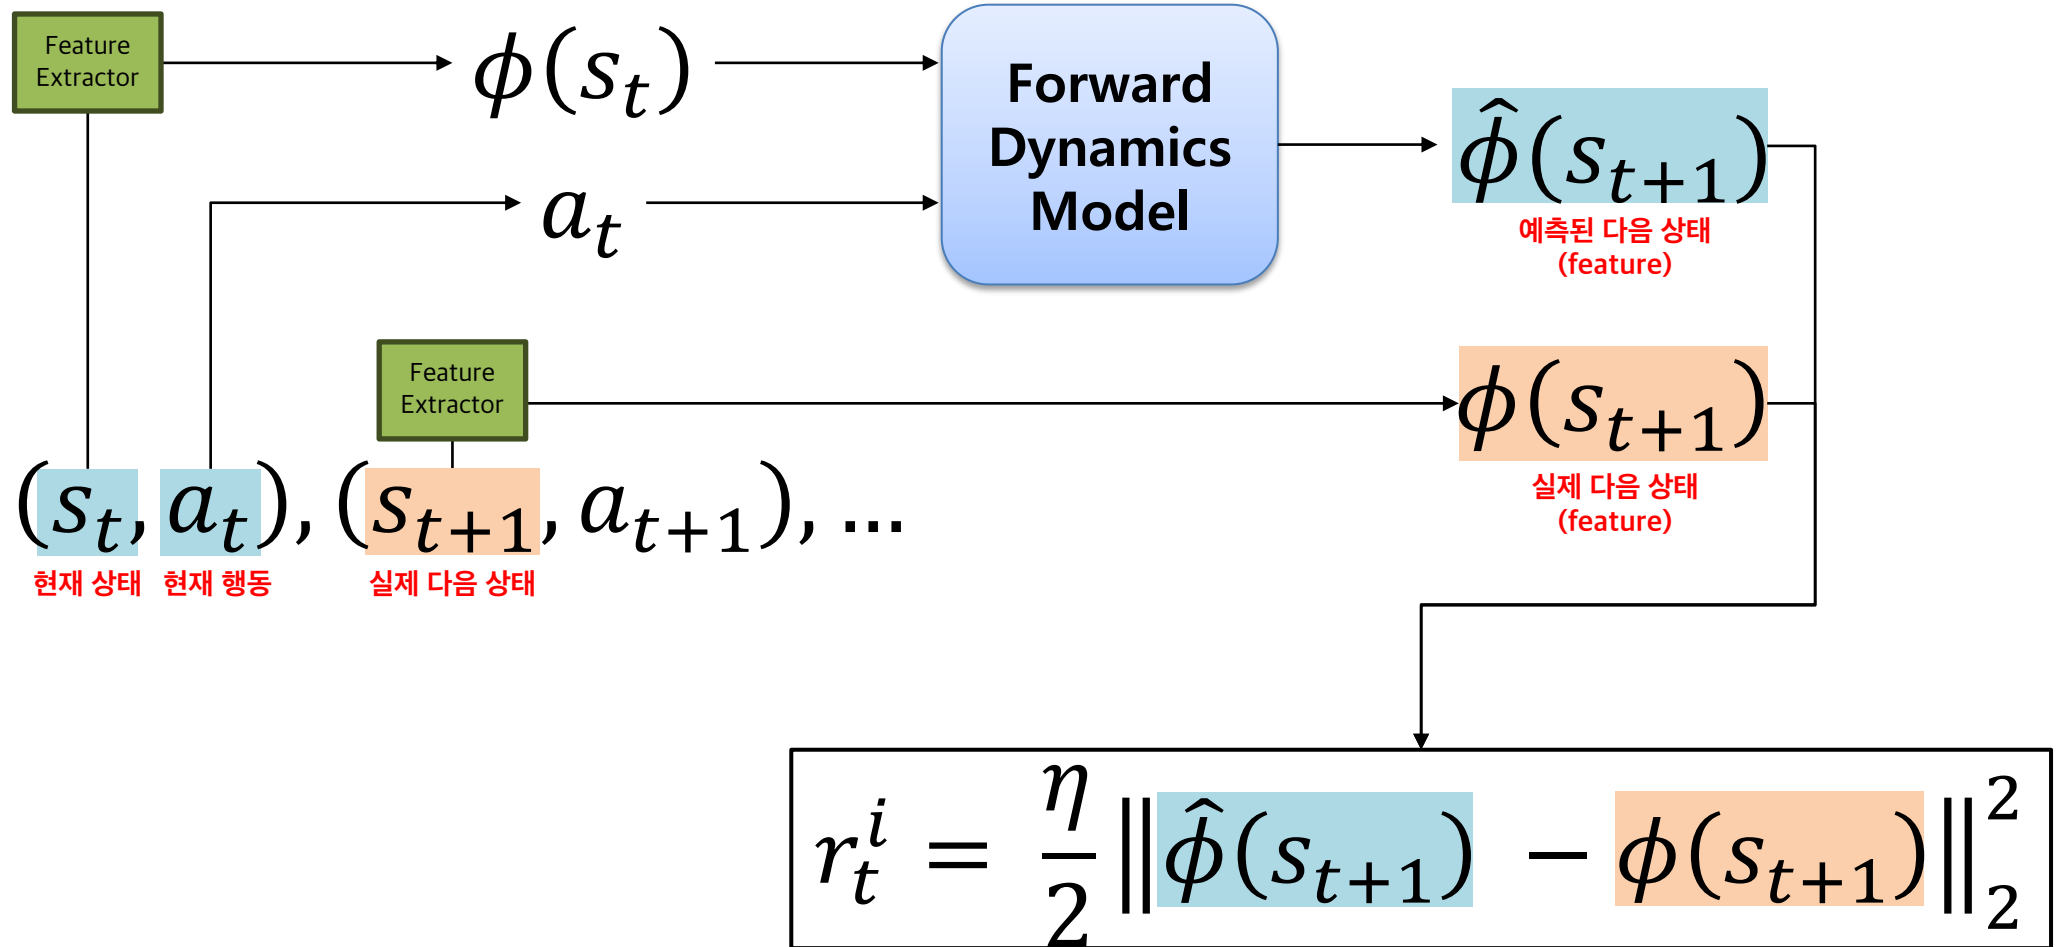 Feature
Extractor
ϕ(s_t)
Forward
Dynamics
Model
ϕ̂(s_{t+1})
예측된 다음 상태
(feature)
a_t
Feature
Extractor
ϕ(s_{t+1})
실제 다음 상태
(feature)
(s_t, a_t), (s_{t+1}, a_{t+1}), …
현재 상태 현재 행동 실제 다음 상태
r_t^i = η/2 ‖ϕ̂(s_{t+1}) − ϕ(s_{t+1})‖_2^2